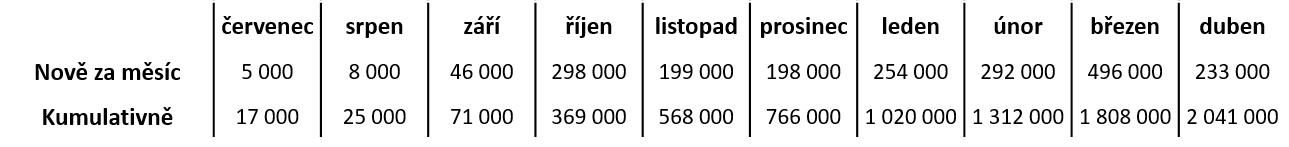 červenec srpen září říjen listopad prosinec leden únor březen duben
Nově za měsíc 5 000 8 000 46 000 298 000 199 000 198 000 254 000 292 000 496 000 233 000
Kumulativně 17 000 25 000 71 000 369 000 568 000 766 000 1 020 000 1 312 000 1 808 000 2 041 000